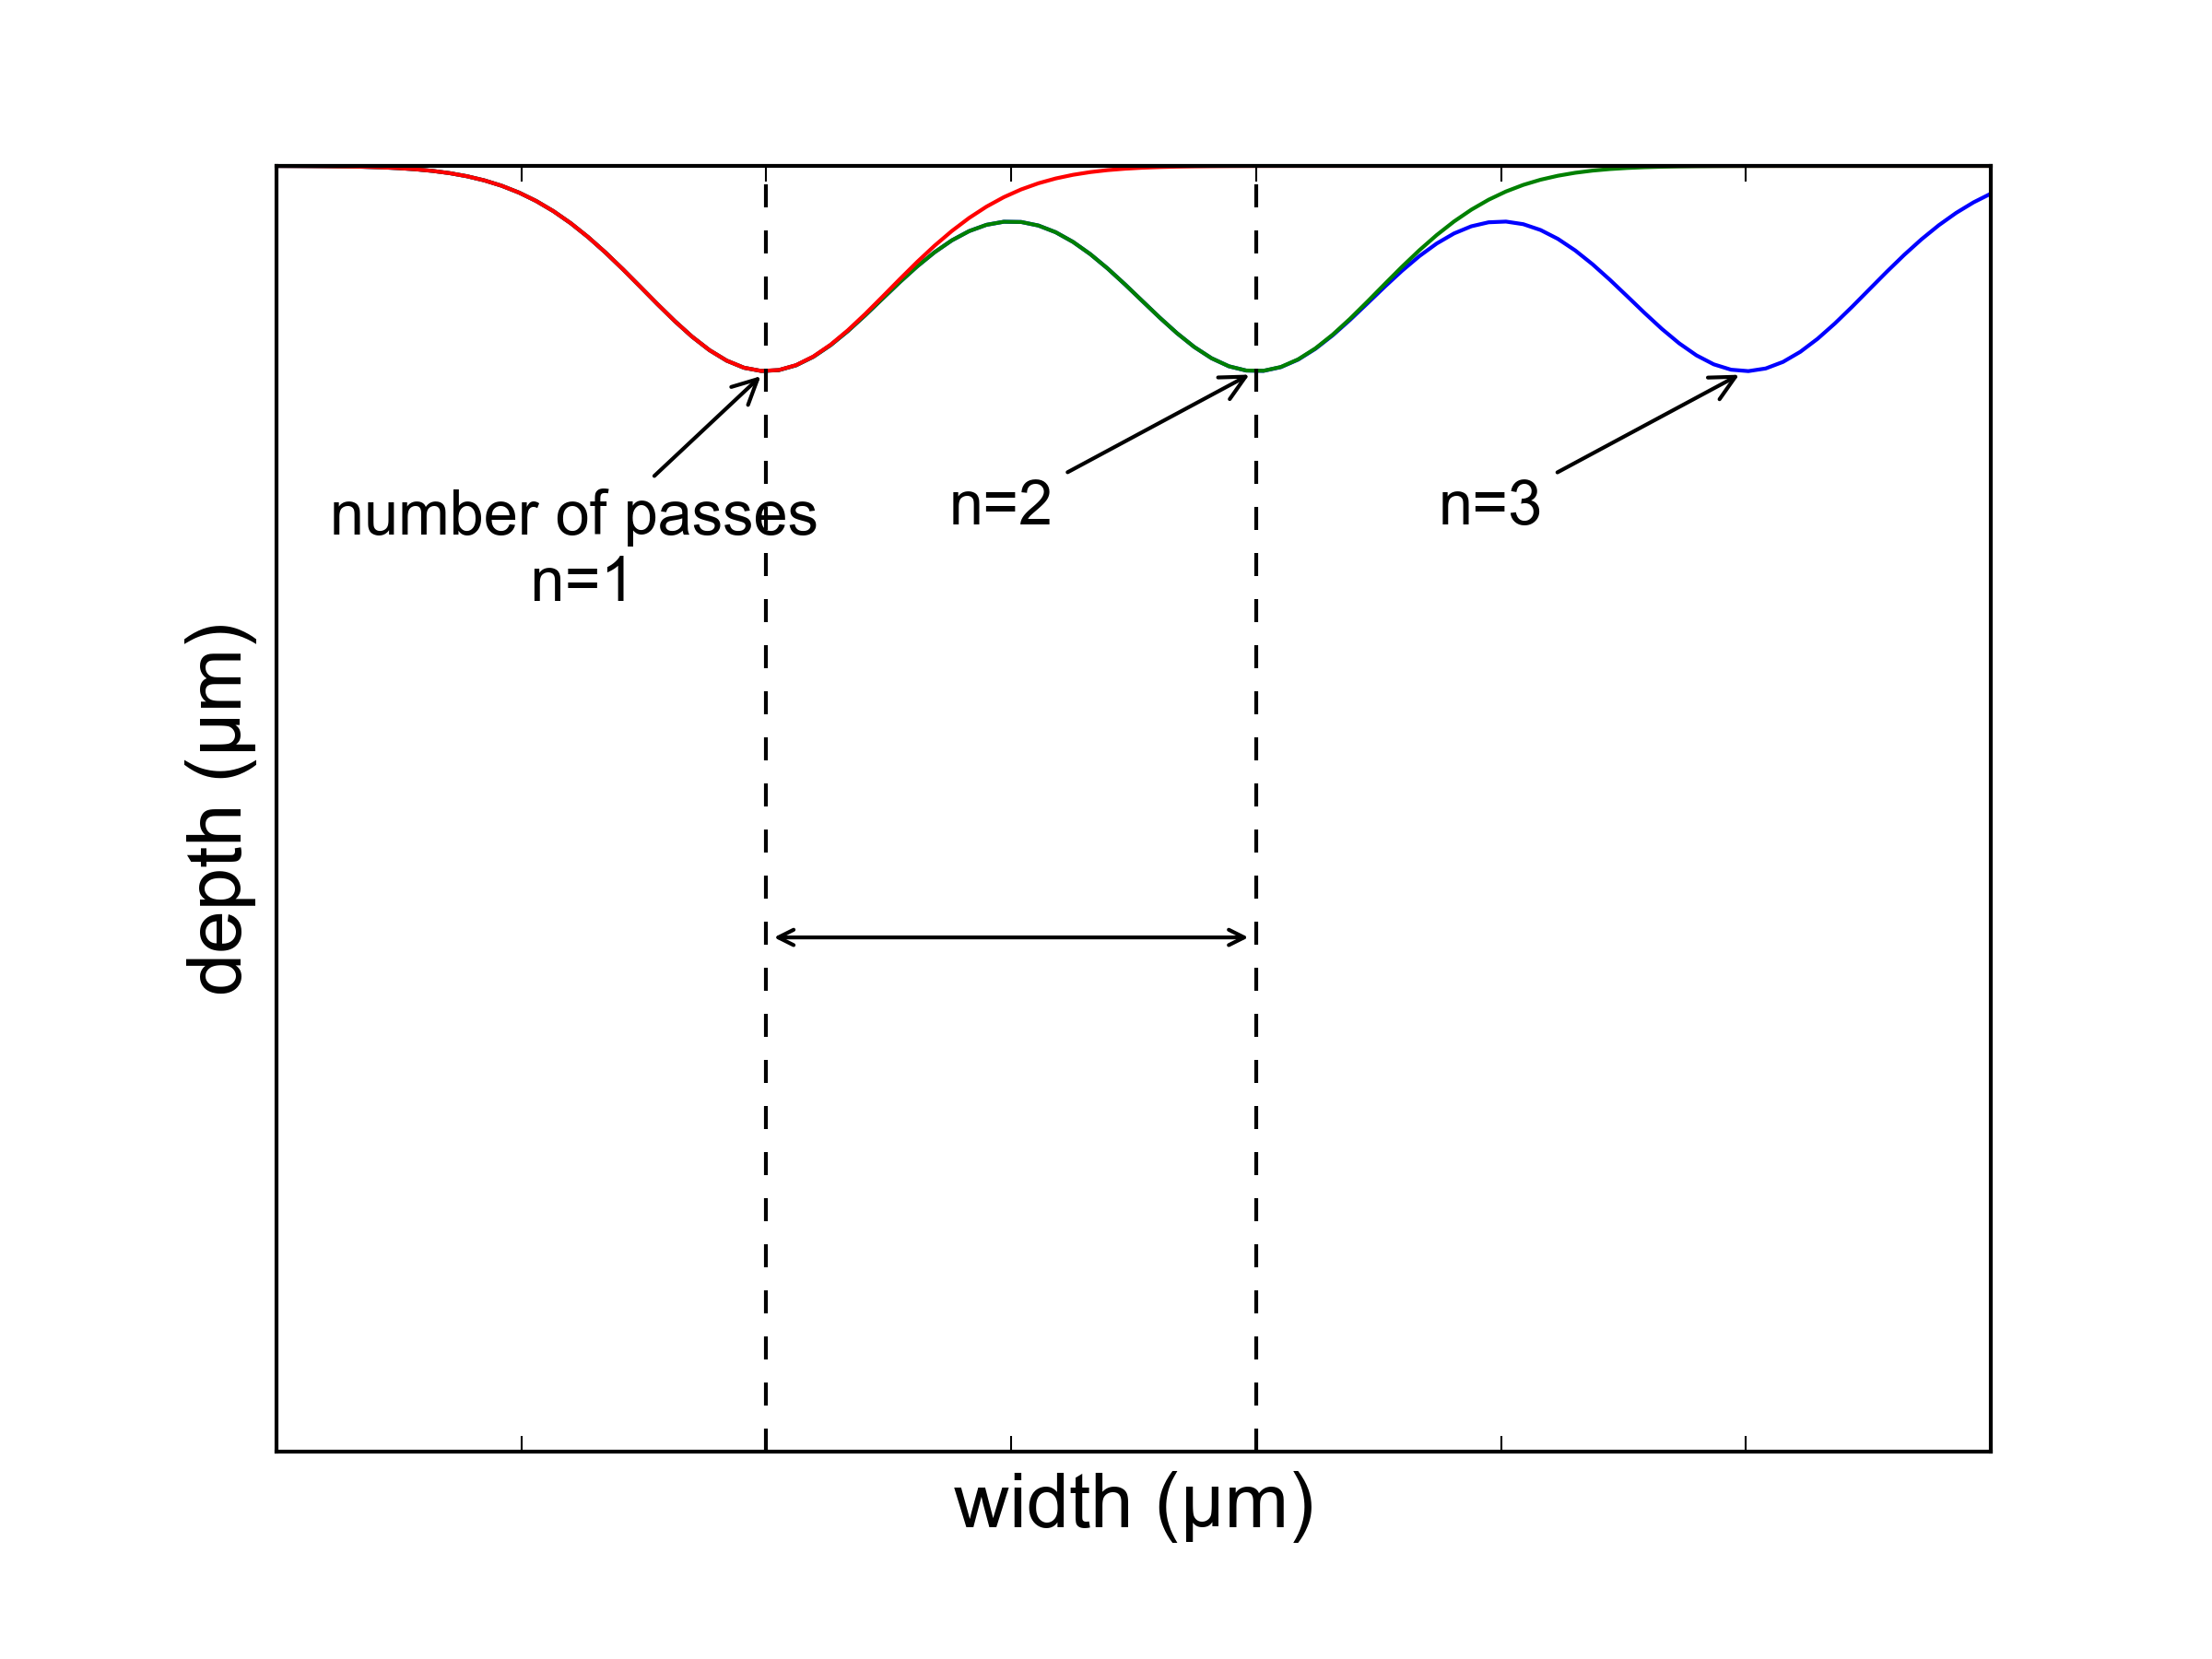 number of passes
n=1
n=2
n=3
depth (µm)
width (µm)